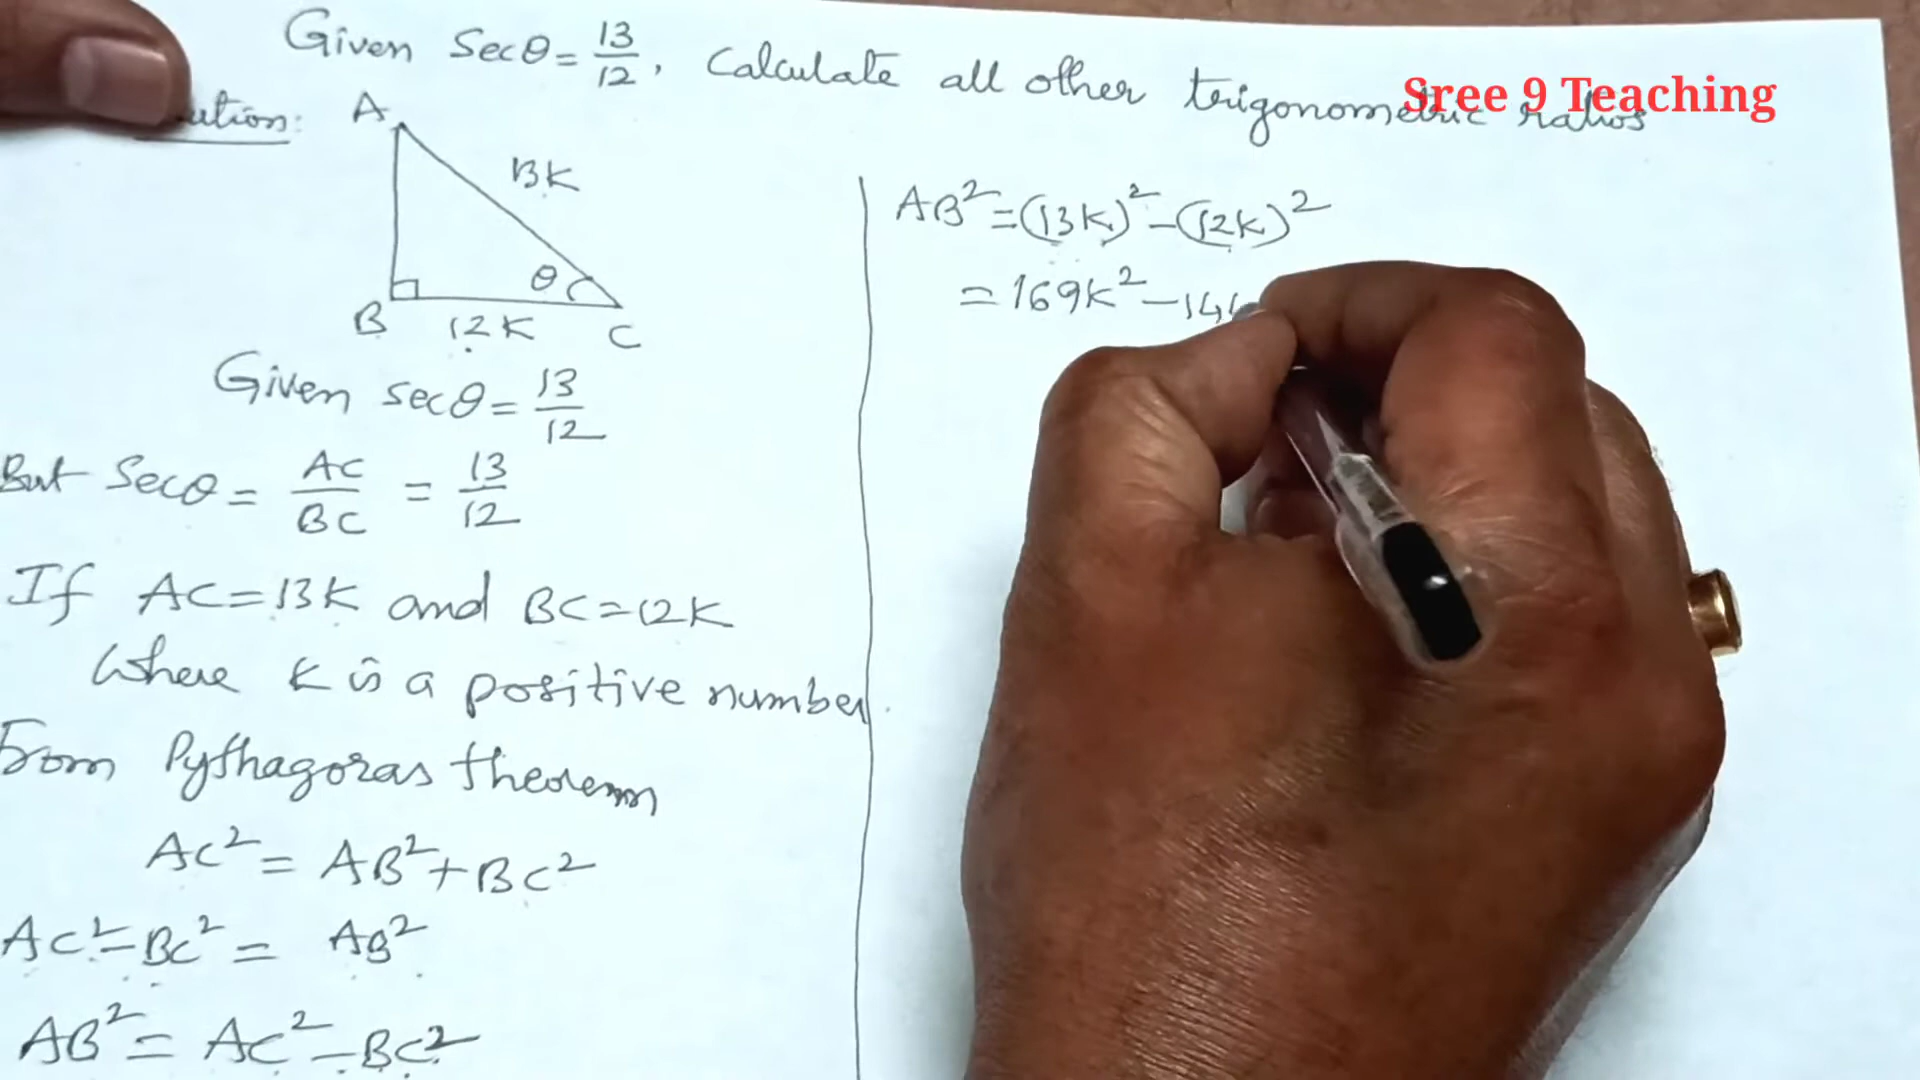 Given Secθ = 13/12, Calculate all other trigonometric ratios
Sree 9 Teaching
ution:
A
13K
θ
B 12K C
Given secθ = 13/12
But Secθ = AC/BC = 13/12
If AC = 13K and BC = 12K
Where K is a positive number.
From Pythagoras theorem
AC² = AB² + BC²
AC² - BC² = AB²
AB² = AC² - BC²
AB² = (13K)² - (12K)²
= 169K² - 144